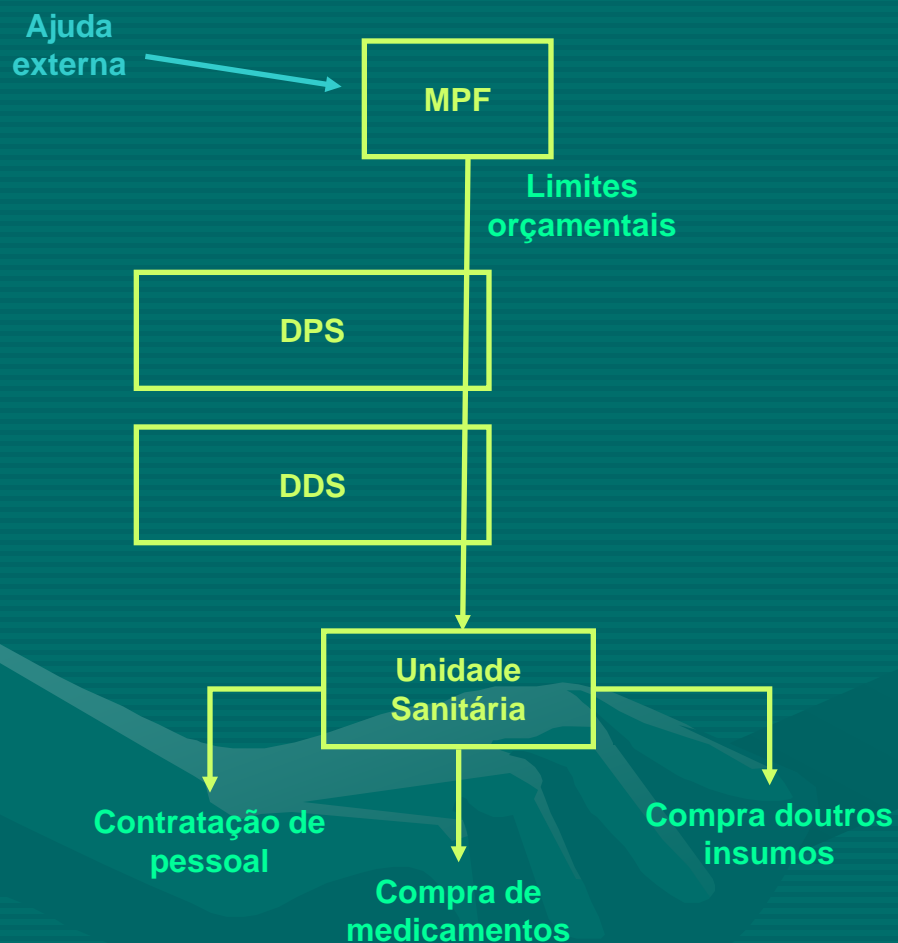 Ajuda
externa
MPF
Limites
orçamentais
DPS
DDS
Unidade
Sanitária
Contratação de
pessoal
Compra de
medicamentos
Compra doutros
insumos